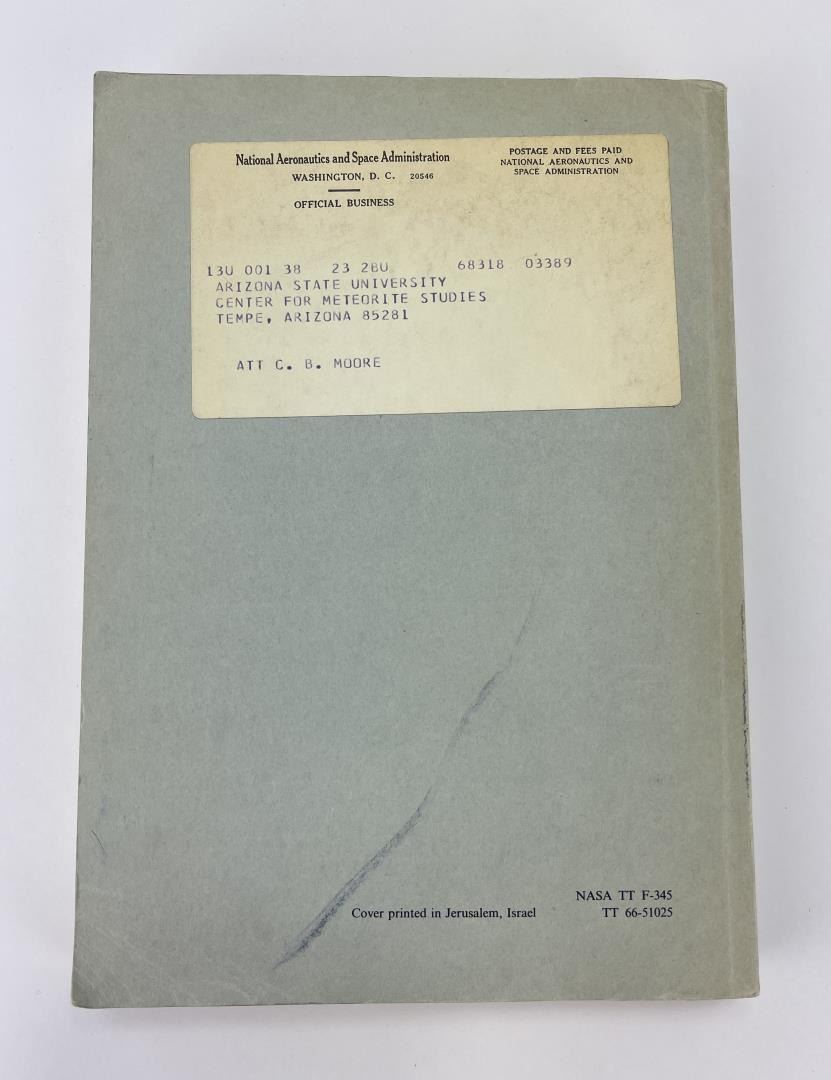 National Aeronautics and Space Administration
WASHINGTON, D. C. 20546
OFFICIAL BUSINESS
POSTAGE AND FEES PAID
NATIONAL AERONAUTICS AND
SPACE ADMINISTRATION
13U 001 38 23 2BU 68318 03389
ARIZONA STATE UNIVERSITY
CENTER FOR METEORITE STUDIES
TEMPE, ARIZONA 85281
ATT C. B. MOORE
NASA TT F-345
Cover printed in Jerusalem, Israel TT 66-51025